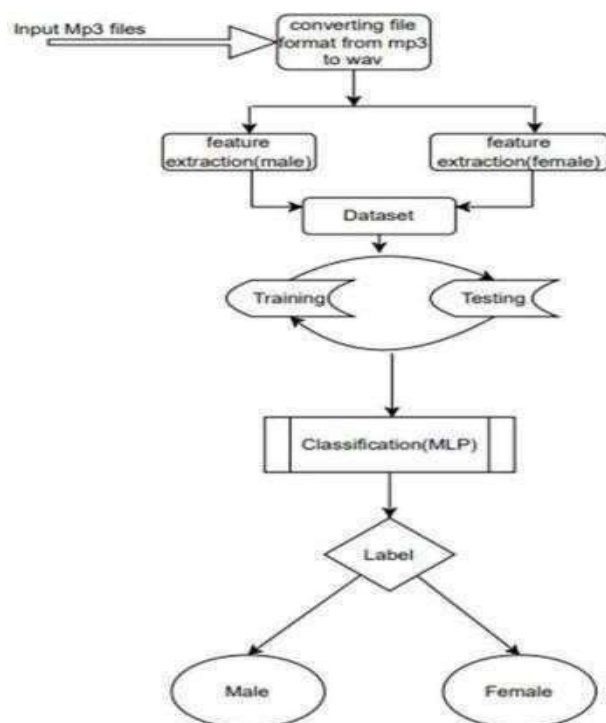 Input Mp3 files
converting file
format from mp3
to wav
feature
extraction(male)
feature
extraction(female)
Dataset
Training
Testing
Classification(MLP)
Label
Male
Female